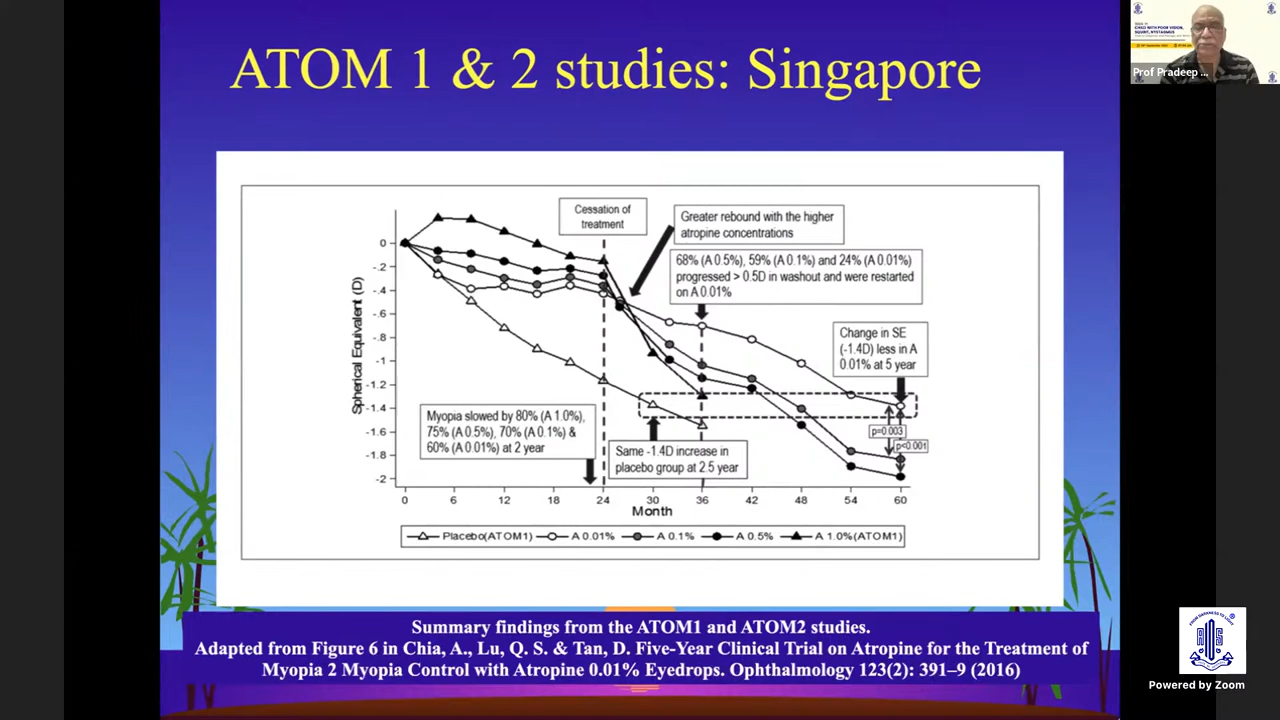 ATOM 1 & 2 studies: Singapore
CHILD WITH POOR VISION,
SQUINT, NYSTAGMUS
Prof Pradeep ...
Cessation of
treatment
Greater rebound with the higher
atropine concentrations
68% (A 0.5%), 59% (A 0.1%) and 24% (A 0.01%)
progressed > 0.5D in washout and were restarted
on A 0.01%
Change in SE
(-1.4D) less in A
0.01% at 5 year
Spherical Equivalent (D)
0
-.2
-.4
-.6
-.8
-1
-1.2
-1.4
-1.6
-1.8
-2
Myopia slowed by 80% (A 1.0%),
75% (A 0.5%), 70% (A 0.1%) &
60% (A 0.01%) at 2 year
Same -1.4D increase in
placebo group at 2.5 year
p=0.003
p<0.001
0 6 12 18 24 30 36 42 48 54 60
Month
Placebo(ATOM1) A 0.01% A 0.1% A 0.5% A 1.0%(ATOM1)
Summary findings from the ATOM1 and ATOM2 studies.
Adapted from Figure 6 in Chia, A., Lu, Q. S. & Tan, D. Five-Year Clinical Trial on Atropine for the Treatment of
Myopia 2 Myopia Control with Atropine 0.01% Eyedrops. Ophthalmology 123(2): 391–9 (2016)
Powered by Zoom